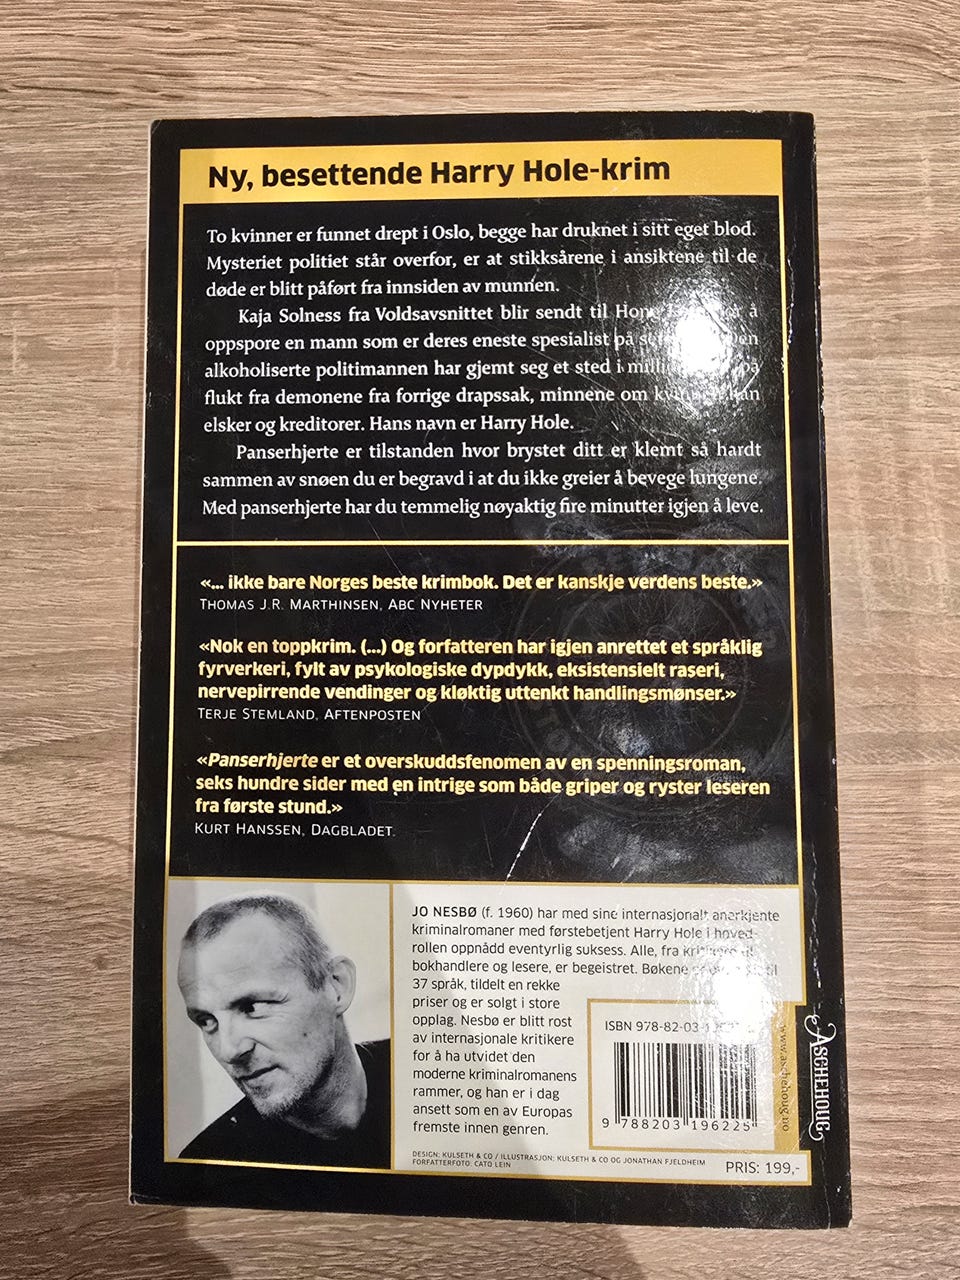 Ny, besettende Harry Hole-krim
To kvinner er funnet drept i Oslo, begge har druknet i sitt eget blod.
Mysteriet politiet står overfor, er at stikksårene i ansiktene til de
døde er blitt påført fra innsiden av munnen.
Kaja Solness fra Voldsavsnittet blir sendt til å
oppspore en mann som er deres eneste spesialist på
alkoholiserte politimannen har gjemt seg et sted i på
flukt fra demonene fra forrige drapssak, minnene om han
elsker og kreditorer. Hans navn er Harry Hole.
Panserhjerte er tilstanden hvor brystet ditt er klemt så hardt
sammen av snøen du er begravd i at du ikke greier å bevege lungene.
Med panserhjerte har du temmelig nøyaktig fire minutter igjen å leve.
«... ikke bare Norges beste krimbok. Det er kanskje verdens beste.»
THOMAS J.R. MARTHINSEN, ABC NYHETER
«Nok en toppkrim. (...) Og forfatteren har igjen anrettet et språklig
fyrverkeri, fylt av psykologiske dypdykk, eksistensielt raseri,
nervepirrende vendinger og kløktig uttenkt handlingsmønser.»
TERJE STEMLAND, AFTENPOSTEN
«Panserhjerte er et overskuddsfenomen av en spenningsroman,
seks hundre sider med en intrige som både griper og ryster leseren
fra første stund.»
KURT HANSSEN, DAGBLADET.
JO NESBØ (f. 1960) har med sine internasjonalt anerkjente
kriminalromaner med førstebetjent Harry Hole i hoved-
rollen oppnådd eventyrlig suksess. Alle, fra
bokhandlere og lesere, er begeistret. Bøkene til
37 språk, tildelt en rekke
priser og er solgt i store
opplag. Nesbø er blitt rost
av internasjonale kritikere
for å ha utvidet den
moderne kriminalromanens
rammer, og han er i dag
ansett som en av Europas
fremste innen genren.
ISBN 978-82-03-
9 788203 196225
www.aschehoug.no
ASCHEHOUG
DESIGN: KULSETH & CO / ILLUSTRASJON: KULSETH & CO OG JONATHAN FJELDHEIM
FORFATTERFOTO: CATO LEIN
PRIS: 199,-